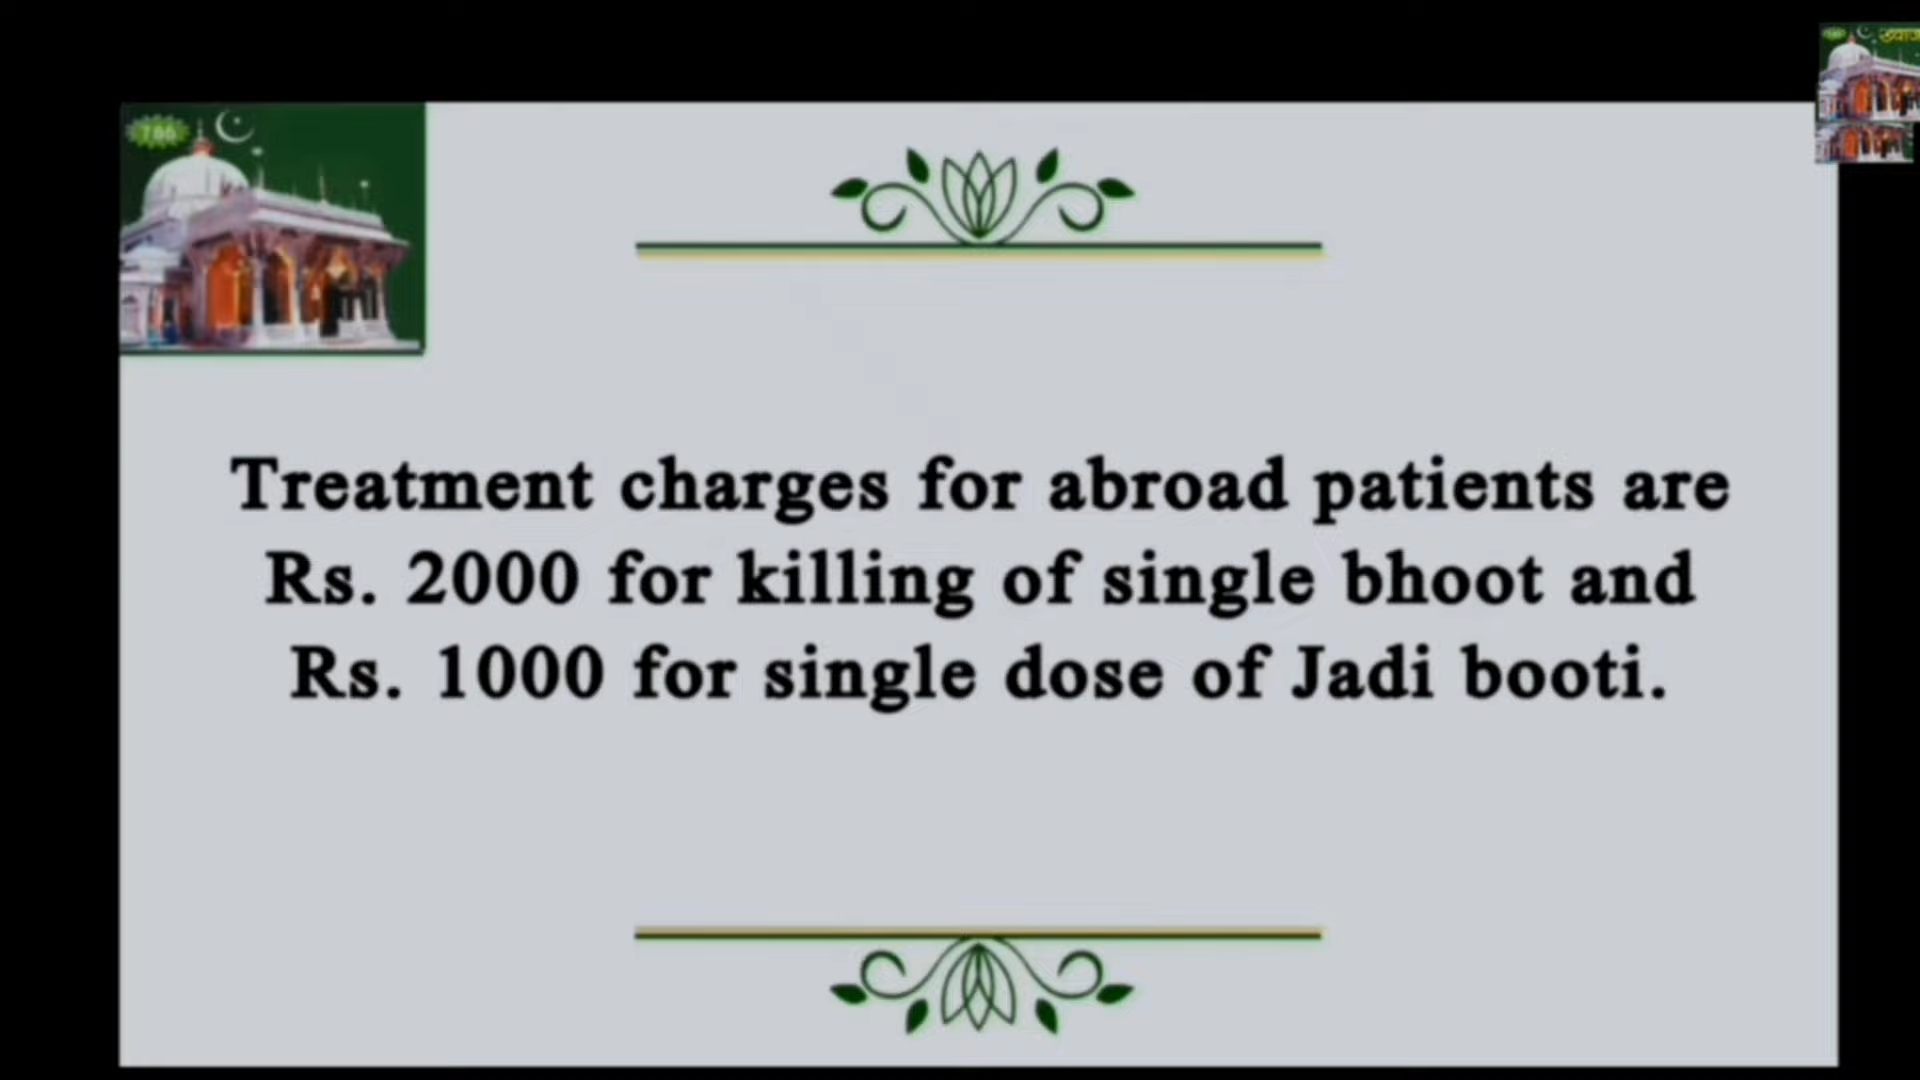 786
Treatment charges for abroad patients are
Rs. 2000 for killing of single bhoot and
Rs. 1000 for single dose of Jadi booti.